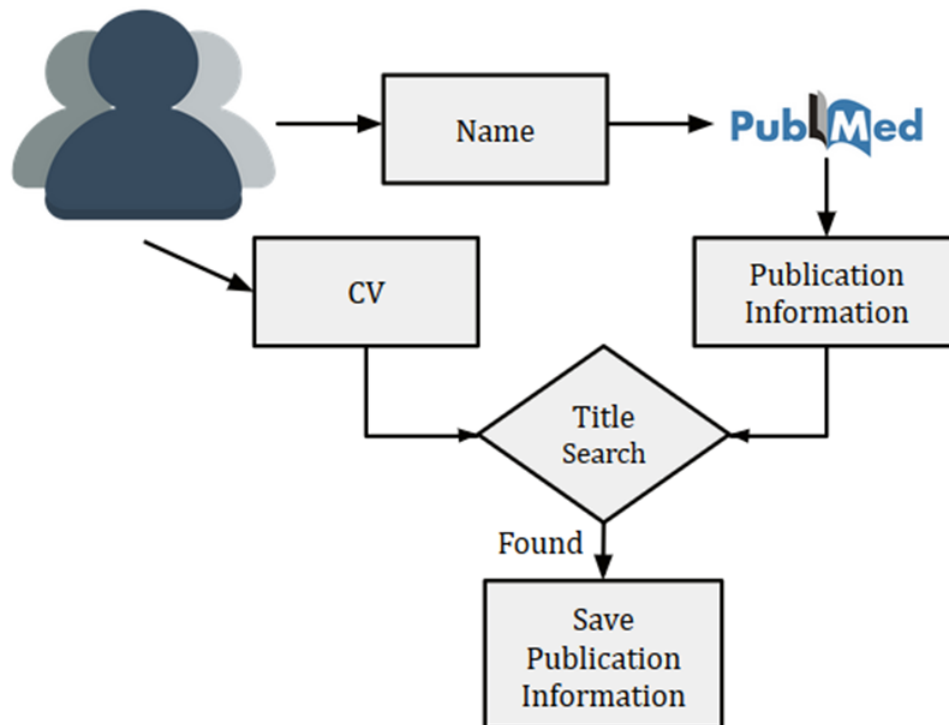 Name
PubMed
CV
Publication
Information
Title
Search
Found
Save
Publication
Information